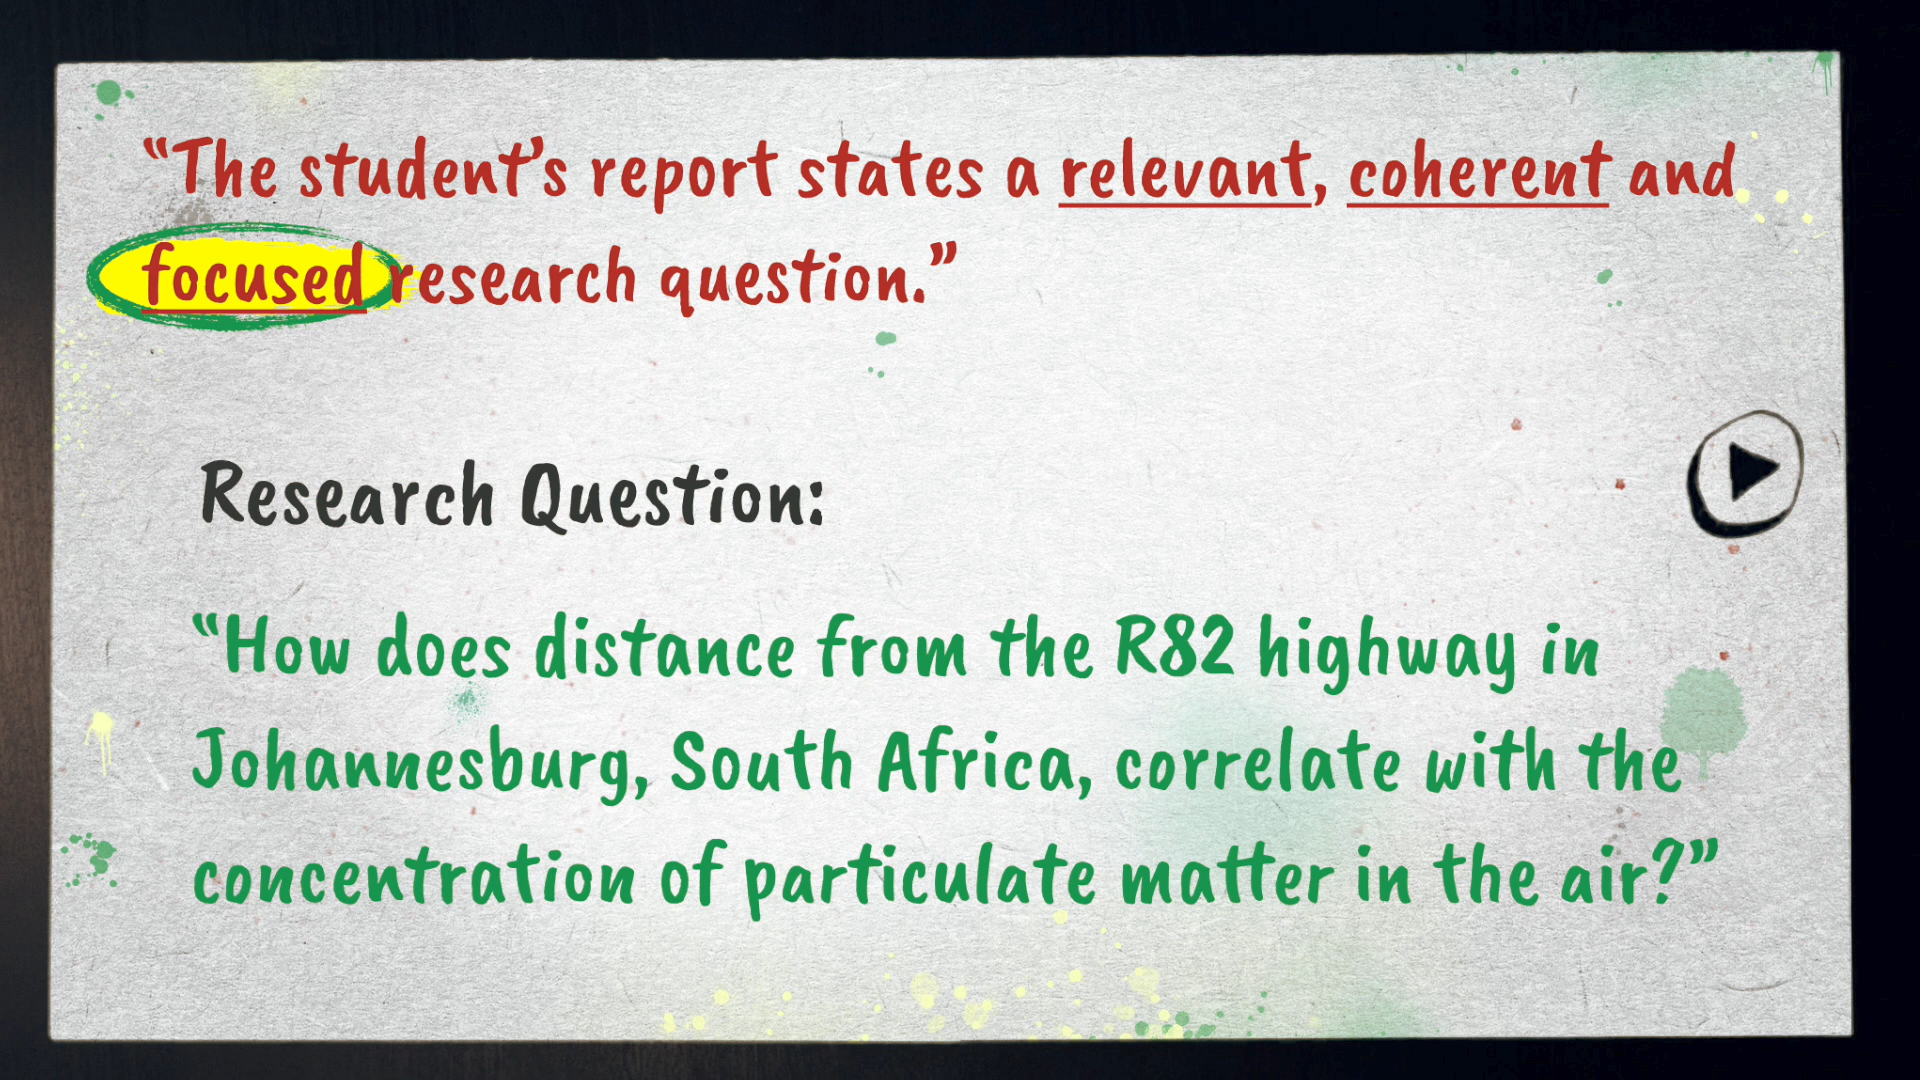 “The student’s report states a relevant, coherent and
focused research question.”
Research Question:
“How does distance from the R82 highway in
Johannesburg, South Africa, correlate with the
concentration of particulate matter in the air?”